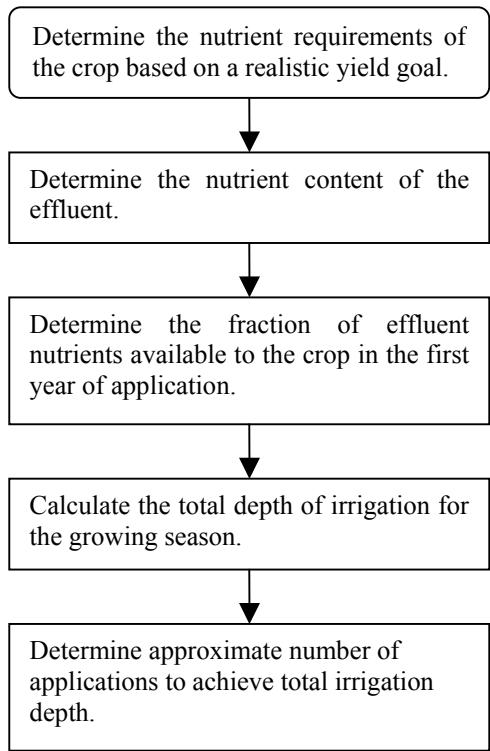 Determine the nutrient requirements of
the crop based on a realistic yield goal.
Determine the nutrient content of the
effluent.
Determine the fraction of effluent
nutrients available to the crop in the first
year of application.
Calculate the total depth of irrigation for
the growing season.
Determine approximate number of
applications to achieve total irrigation
depth.